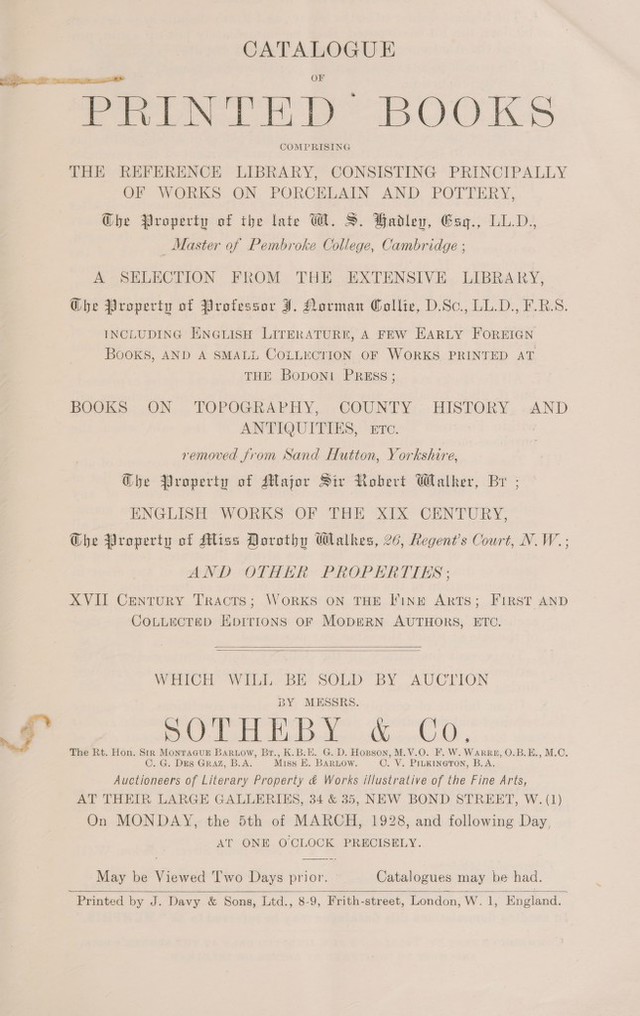 CATALOGUE
OF
PRINTED BOOKS
COMPRISING
THE REFERENCE LIBRARY, CONSISTING PRINCIPALLY
OF WORKS ON PORCELAIN AND POTTERY,
The Property of the late W. S. Hadley, Esq., LL.D.,
Master of Pembroke College, Cambridge;
A SELECTION FROM THE EXTENSIVE LIBRARY,
The Property of Professor J. Norman Collie, D.Sc., LL.D., F.R.S.
INCLUDING ENGLISH LITERATURE, A FEW EARLY FOREIGN
BOOKS, AND A SMALL COLLECTION OF WORKS PRINTED AT
THE BODONI PRESS;
BOOKS ON TOPOGRAPHY, COUNTY HISTORY AND
ANTIQUITIES, ETC.
removed from Sand Hutton, Yorkshire,
The Property of Major Sir Robert Walker, Bt;
ENGLISH WORKS OF THE XIX CENTURY,
The Property of Miss Dorothy Walkes, 26, Regent's Court, N.W.;
AND OTHER PROPERTIES;
XVII CENTURY TRACTS; WORKS ON THE FINE ARTS; FIRST AND
COLLECTED EDITIONS OF MODERN AUTHORS, ETC.
WHICH WILL BE SOLD BY AUCTION
BY MESSRS.
SOTHEBY & Co.
The Rt. Hon. Sir Montague Barlow, Bt., K.B.E. G. D. Hobson, M.V.O. F. W. Warre, O.B.E., M.C.
C. G. Des Graz, B.A. Miss E. Barlow. C. V. Pilkington, B.A.
Auctioneers of Literary Property & Works illustrative of the Fine Arts,
AT THEIR LARGE GALLERIES, 34 & 35, NEW BOND STREET, W.(1)
On MONDAY, the 5th of MARCH, 1928, and following Day,
AT ONE O'CLOCK PRECISELY.
May be Viewed Two Days prior. Catalogues may be had.
Printed by J. Davy & Sons, Ltd., 8-9, Frith-street, London, W. 1, England.